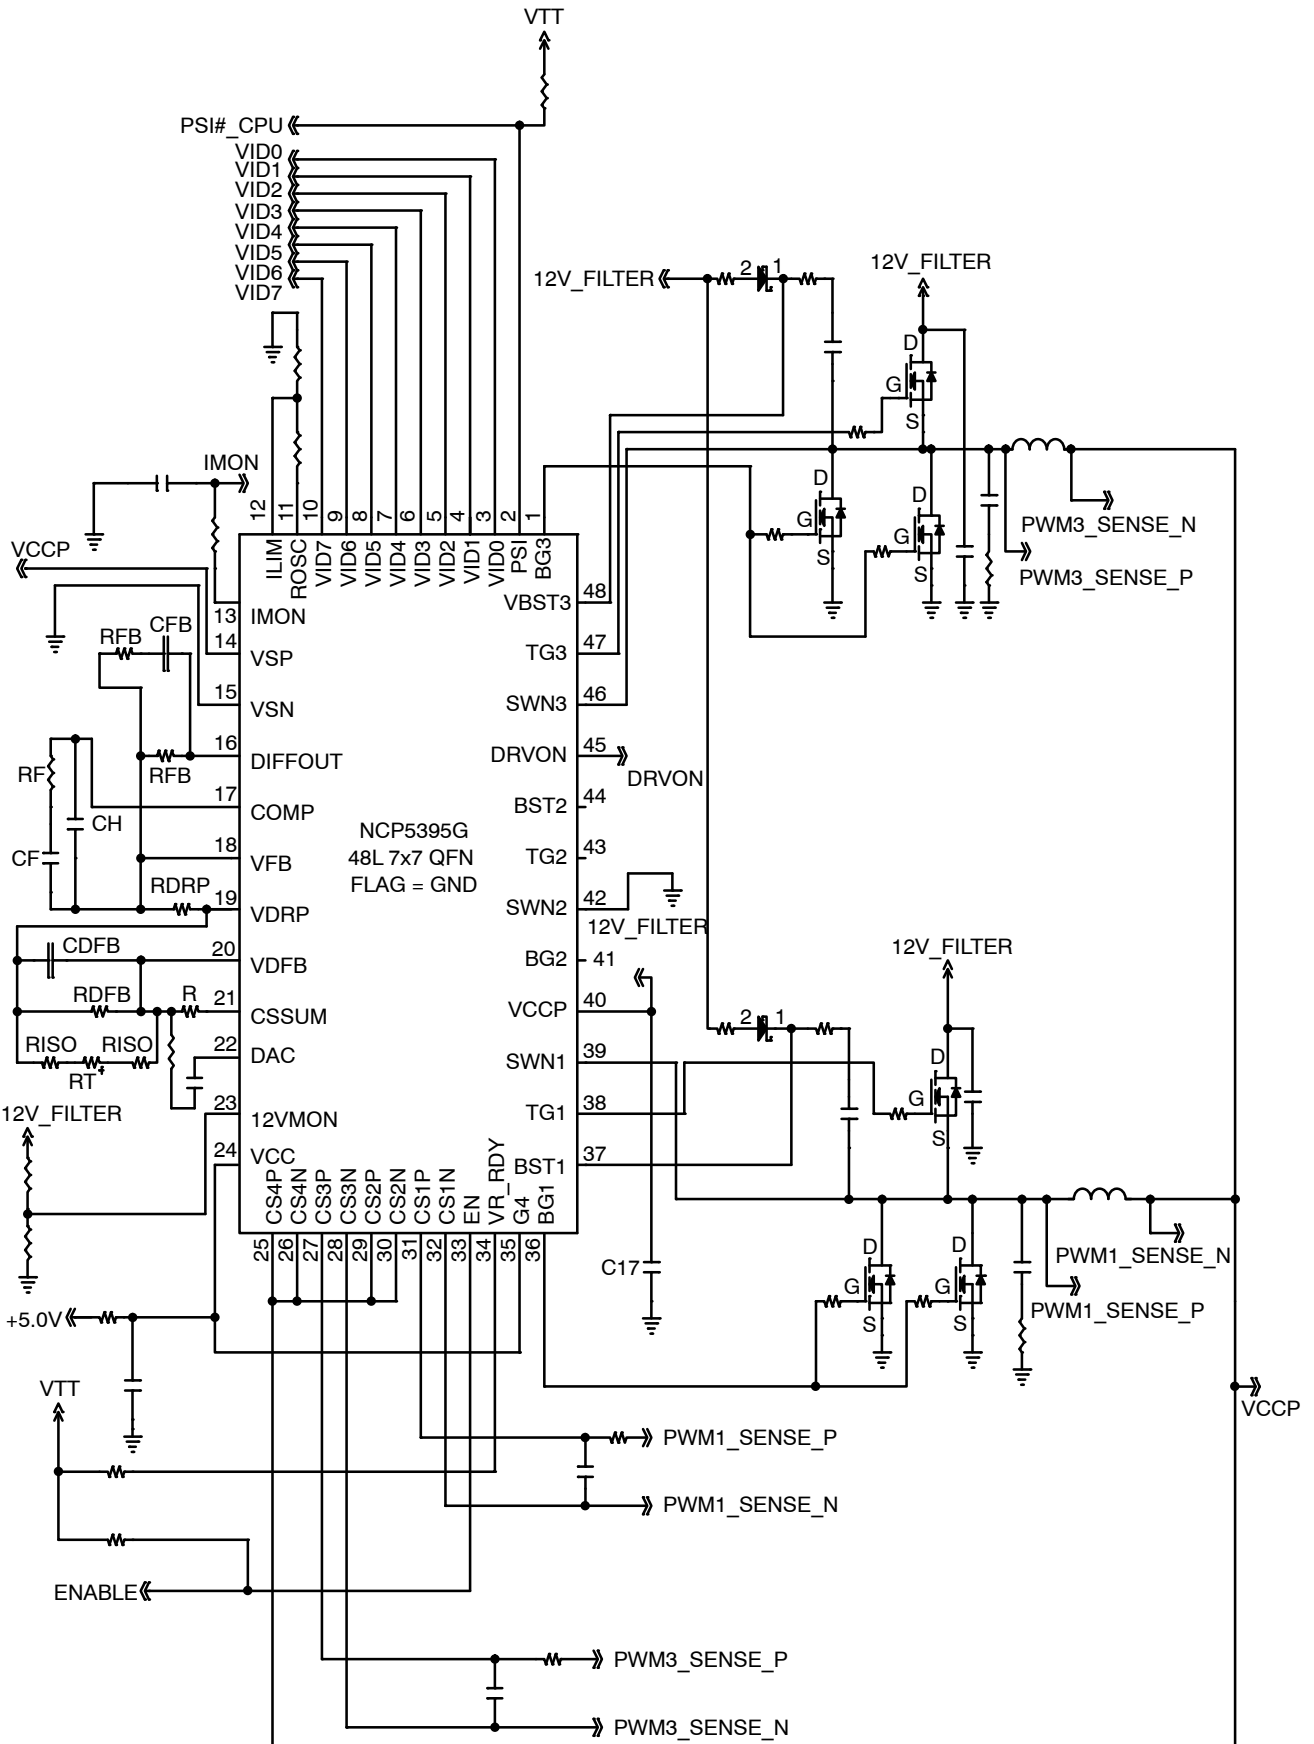 VTT
PSI#_CPU
VID0
VID1
VID2
VID3
VID4
VID5
VID6
VID7
12V_FILTER
2
1
12V_FILTER
D
G
S
D
G
S
D
G
S
PWM3_SENSE_N
PWM3_SENSE_P
IMON
VCCP
12
11
10
9
8
7
6
5
4
3
2
1
ILIM
ROSC
VID7
VID6
VID5
VID4
VID3
VID2
VID1
VID0
PSI
BG3
13
IMON
14
VSP
15
VSN
16
DIFFOUT
17
COMP
18
VFB
19
VDRP
20
VDFB
21
CSSUM
22
DAC
23
12VMON
24
VCC
RFB
CFB
RFB
RF
CH
CF
RDRP
CDFB
RDFB
R
RISO
RISO
RT
12V_FILTER
NCP5395G
48L 7x7 QFN
FLAG = GND
VBST3
48
TG3
47
SWN3
46
DRVON
45
DRVON
BST2
44
TG2
43
SWN2
42
12V_FILTER
BG2
41
VCCP
40
SWN1
39
TG1
38
BST1
37
2
1
12V_FILTER
D
G
S
D
G
S
D
G
S
PWM1_SENSE_N
PWM1_SENSE_P
CS4P
CS4N
CS3P
CS3N
CS2P
CS2N
CS1P
CS1N
EN
VR_RDY
G4
BG1
25
26
27
28
29
30
31
32
33
34
35
36
C17
+5.0V
VTT
VCCP
PWM1_SENSE_P
PWM1_SENSE_N
ENABLE
PWM3_SENSE_P
PWM3_SENSE_N